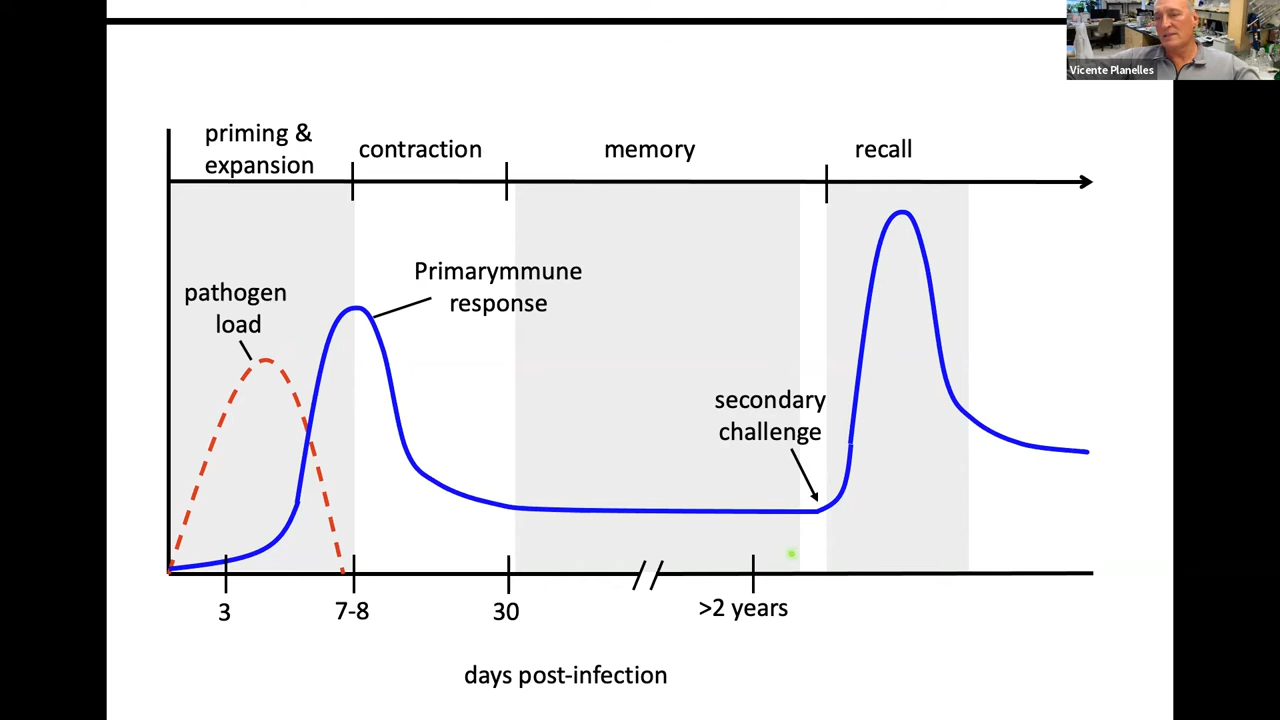 Vicente Planelles
priming &
expansion
contraction
memory
recall
Primarymmune
response
pathogen
load
secondary
challenge
3
7-8
30
>2 years
days post-infection